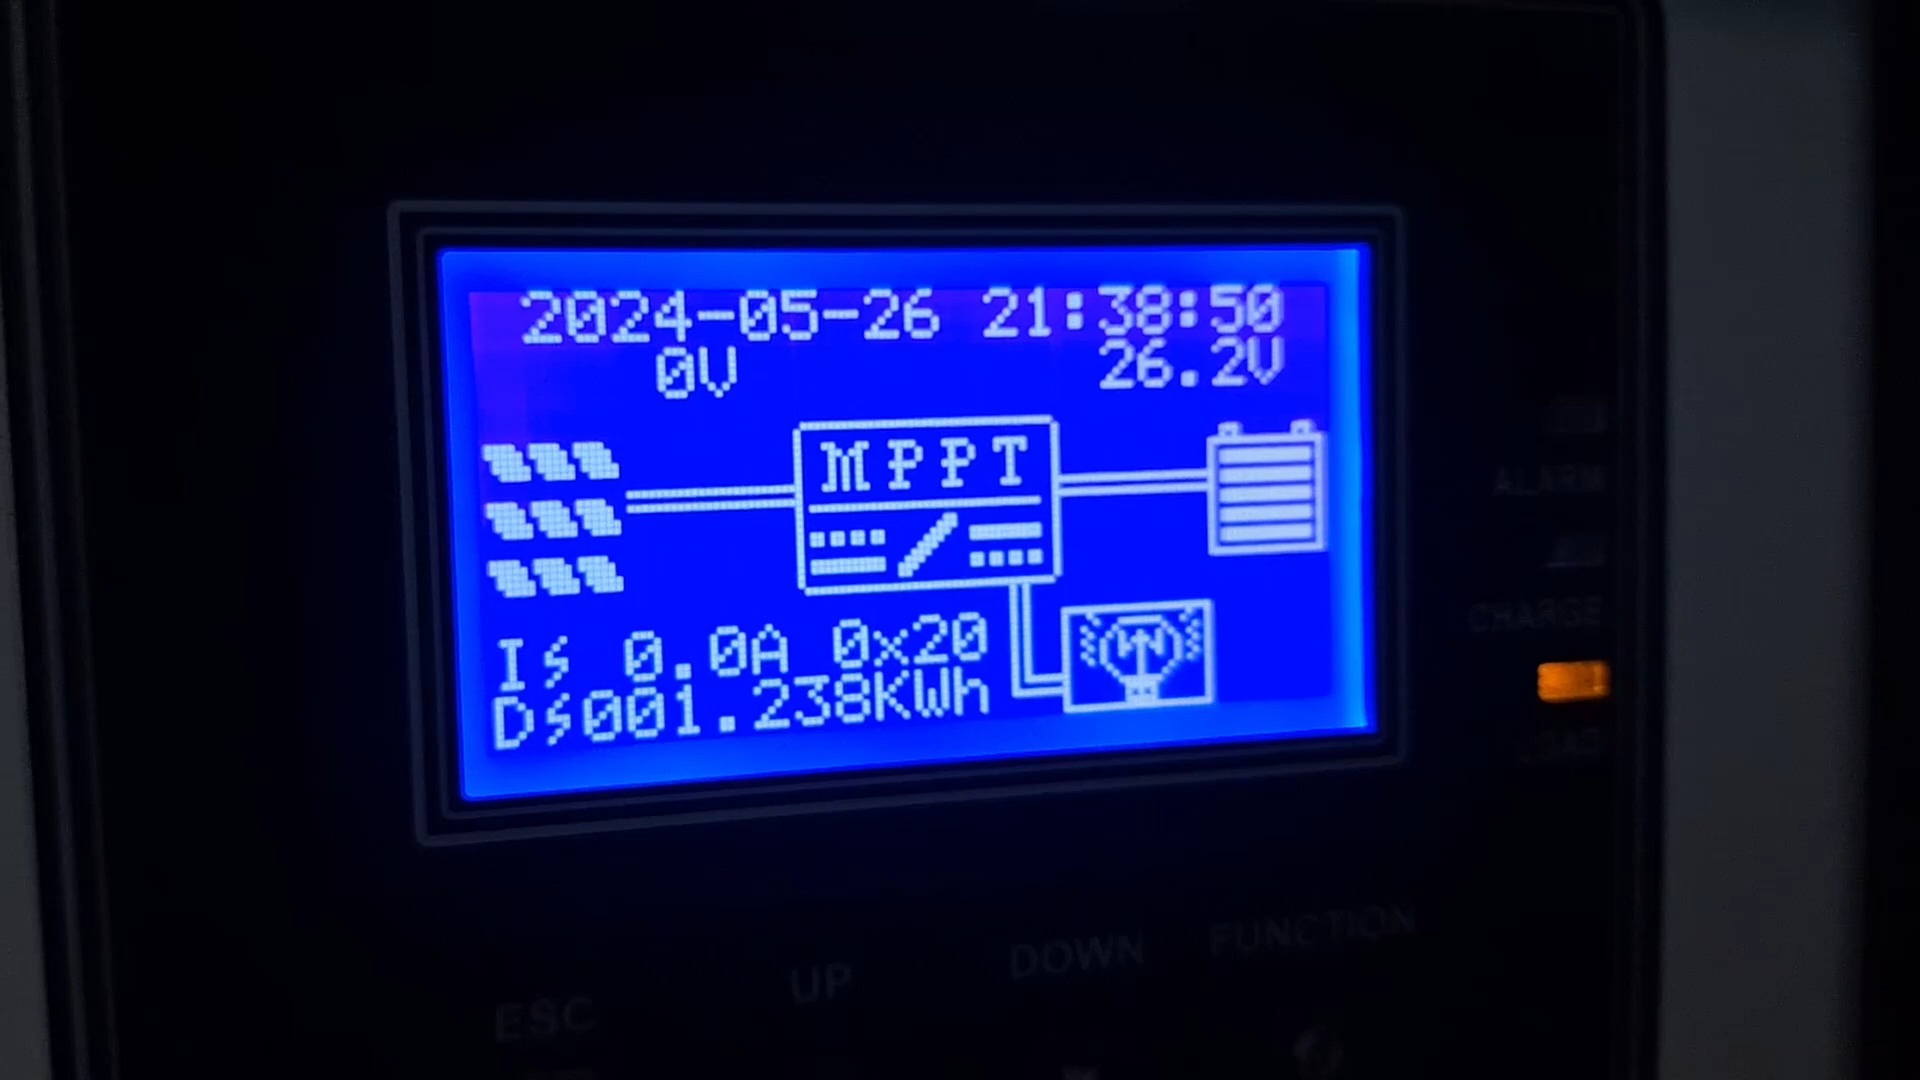 2024-05-26 21:38:50
0V 26.2V
MPPT
I 0.0A 0x20
D 001.238KWh
ALARM
CHARGE
LOAD
ESC UP DOWN FUNCTION